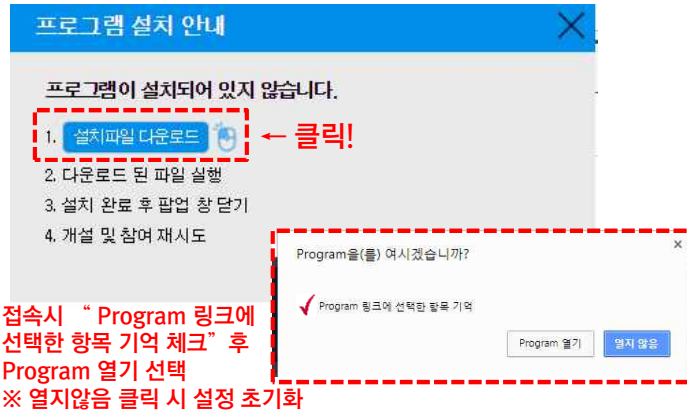 프로그램 설치 안내
프로그램이 설치되어 있지 않습니다.
1. 설치파일 다운로드 ← 클릭!
2. 다운로드 된 파일 실행
3. 설치 완료 후 팝업 창 닫기
4. 개설 및 참여 재시도
Program을(를) 여시겠습니까?
Program 링크에 선택한 항목 기억
Program 열기 열지 않음
접속시 “ Program 링크에
선택한 항목 기억 체크” 후
Program 열기 선택
※ 열지않음 클릭 시 설정 초기화